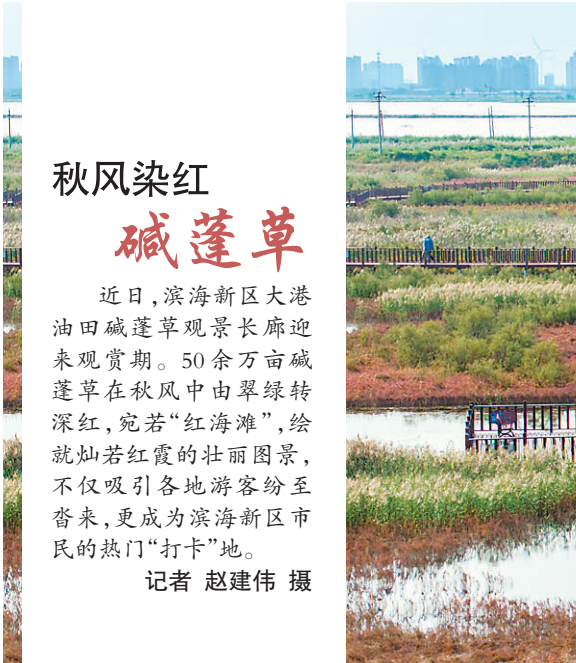 秋风染红
碱蓬草
近日,滨海新区大港
油田碱蓬草观景长廊迎
来观赏期。50余万亩碱
蓬草在秋风中由翠绿转
深红,宛若“红海滩”,绘
就灿若红霞的壮丽图景,
不仅吸引各地游客纷至
沓来,更成为滨海新区市
民的热门“打卡”地。
记者 赵建伟 摄